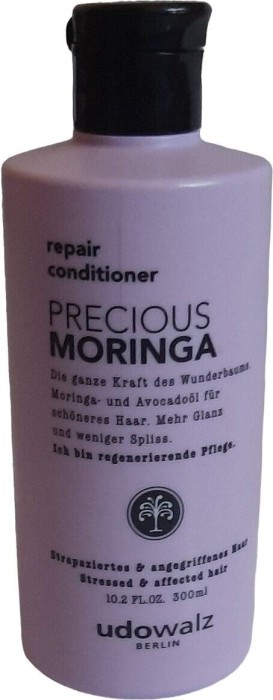 repair
conditioner
PRECIOUS
MORINGA
Die ganze Kraft des Wunderbaums.
Moringa- und Avocadoöl für
schöneres Haar. Mehr Glanz
und weniger Spliss.
Ich bin regenerierende Pflege.
Strapaziertes & angegriffenes Haar
Stressed & affected hair
10.2 FL.OZ. 300ml
udowalz
BERLIN